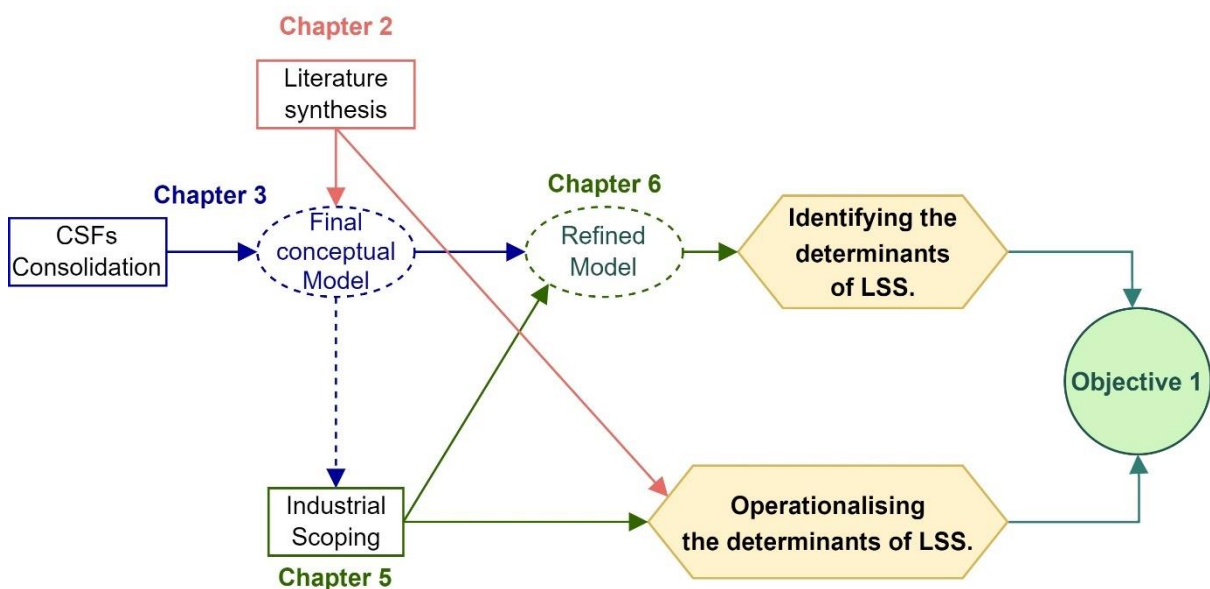 Chapter 2
Literature
synthesis
Chapter 3
Chapter 6
CSFs
Consolidation
Final
conceptual
Model
Refined
Model
Identifying the
determinants
of LSS.
Objective 1
Industrial
Scoping
Chapter 5
Operationalising
the determinants of LSS.